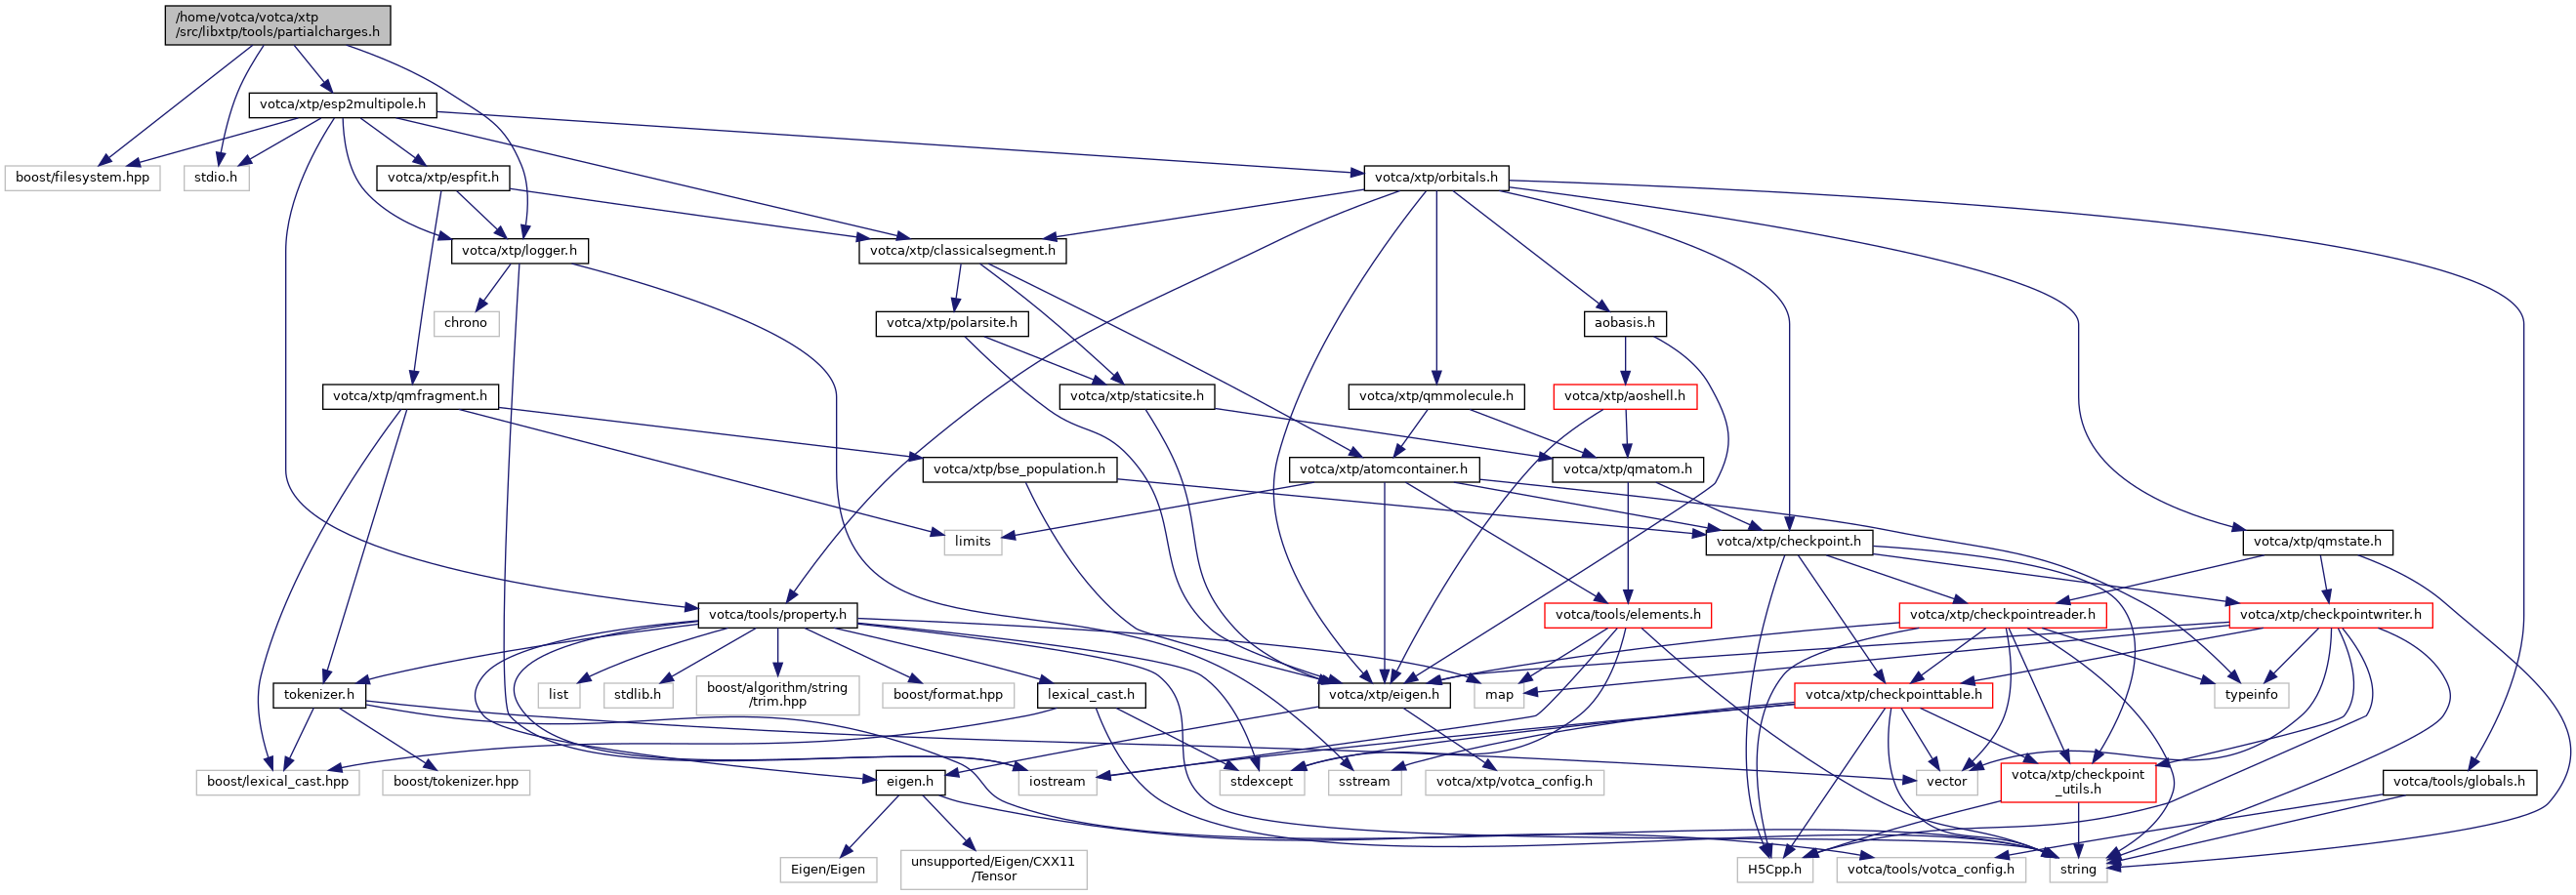 /home/votca/votca/xtp
/src/libxtp/tools/partialcharges.h
votca/xtp/esp2multipole.h
boost/filesystem.hpp
stdio.h
votca/xtp/espfit.h
votca/xtp/orbitals.h
votca/xtp/logger.h
votca/xtp/classicalsegment.h
chrono
votca/xtp/polarsite.h
aobasis.h
votca/xtp/qmfragment.h
votca/xtp/staticsite.h
votca/xtp/qmmolecule.h
votca/xtp/aoshell.h
votca/xtp/bse_population.h
votca/xtp/atomcontainer.h
votca/xtp/qmatom.h
limits
votca/xtp/checkpoint.h
votca/xtp/qmstate.h
votca/tools/property.h
votca/tools/elements.h
votca/xtp/checkpointreader.h
votca/xtp/checkpointwriter.h
tokenizer.h
list
stdlib.h
boost/algorithm/string
/trim.hpp
boost/format.hpp
lexical_cast.h
votca/xtp/eigen.h
map
votca/xtp/checkpointtable.h
typeinfo
boost/lexical_cast.hpp
boost/tokenizer.hpp
eigen.h
iostream
stdexcept
sstream
votca/xtp/votca_config.h
vector
votca/xtp/checkpoint
_utils.h
votca/tools/globals.h
Eigen/Eigen
unsupported/Eigen/CXX11
/Tensor
H5Cpp.h
votca/tools/votca_config.h
string